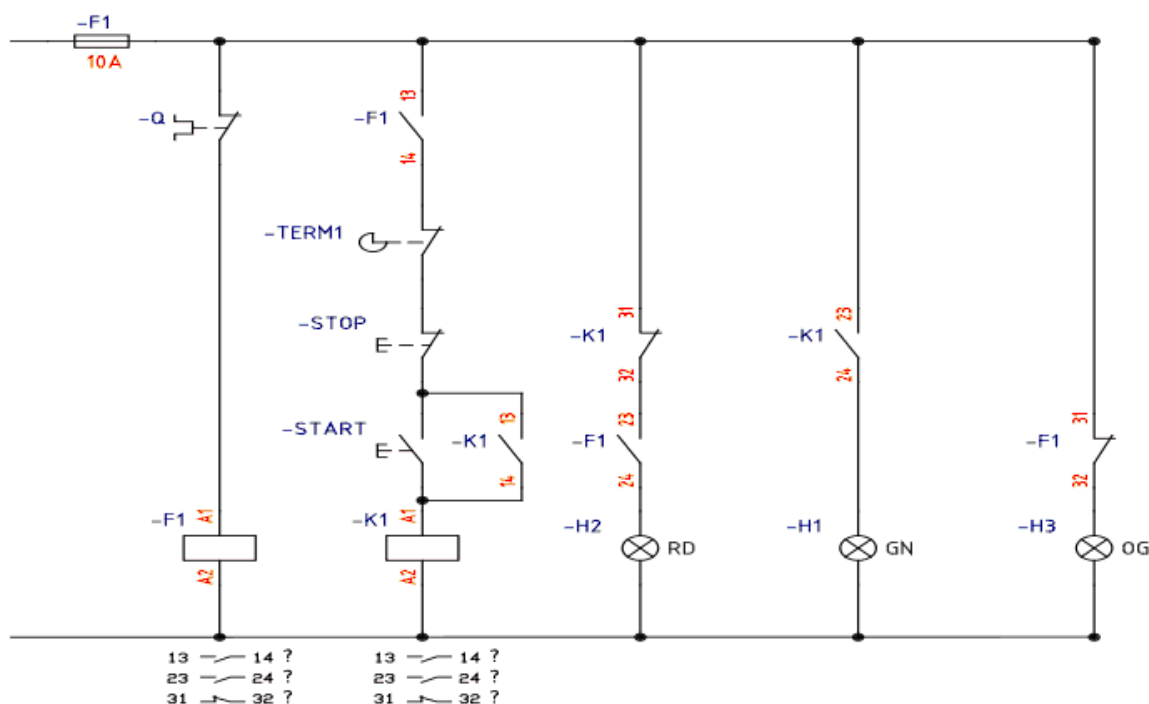 -F1
10A
-Q
13
-F1
14
-TERM1
-STOP
31
-K1
32
23
-K1
24
-START
13
-K1
14
23
-F1
24
31
-F1
32
-F1
A1
A2
-K1
A1
A2
-H2
RD
-H1
GN
-H3
OG
13 14 ?
13 14 ?
23 24 ?
23 24 ?
31 32 ?
31 32 ?